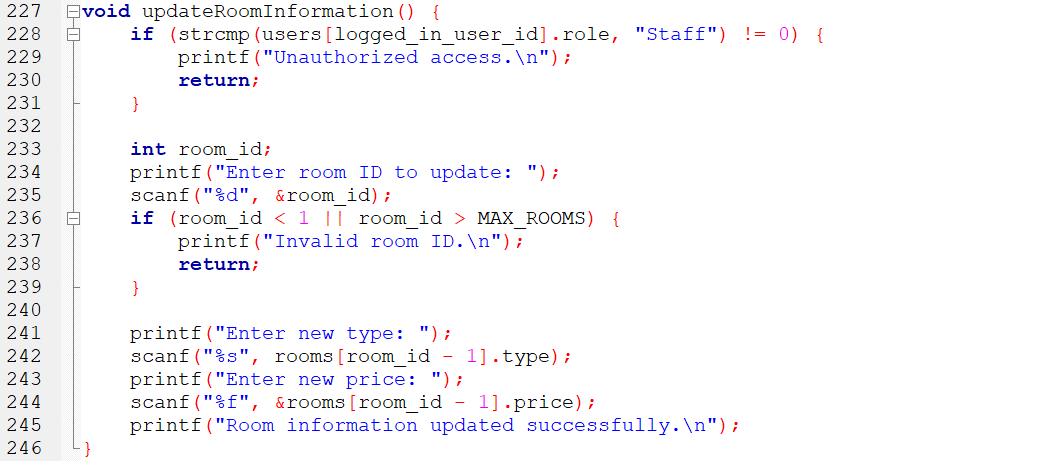 227 void updateRoomInformation() {
228     if (strcmp(users[logged_in_user_id].role, "Staff") != 0) {
229         printf("Unauthorized access.\n");
230         return;
231     }
232
233     int room_id;
234     printf("Enter room ID to update: ");
235     scanf("%d", &room_id);
236     if (room_id < 1 || room_id > MAX_ROOMS) {
237         printf("Invalid room ID.\n");
238         return;
239     }
240
241     printf("Enter new type: ");
242     scanf("%s", rooms[room_id - 1].type);
243     printf("Enter new price: ");
244     scanf("%f", &rooms[room_id - 1].price);
245     printf("Room information updated successfully.\n");
246 }